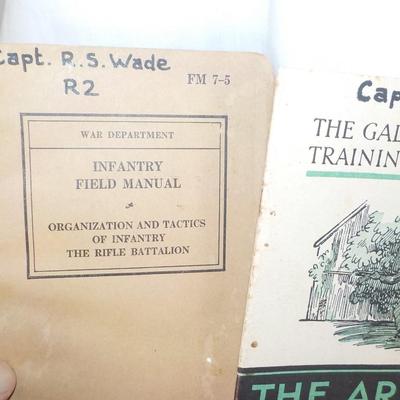 Capt. R.S. Wade
R2
FM 7-5
WAR DEPARTMENT
INFANTRY
FIELD MANUAL
ORGANIZATION AND TACTICS
OF INFANTRY
THE RIFLE BATTALION
Cap
THE GAL
TRAININ
THE AR